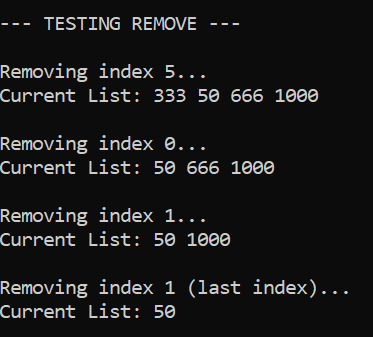 --- TESTING REMOVE ---
Removing index 5...
Current List: 333 50 666 1000
Removing index 0...
Current List: 50 666 1000
Removing index 1...
Current List: 50 1000
Removing index 1 (last index)...
Current List: 50